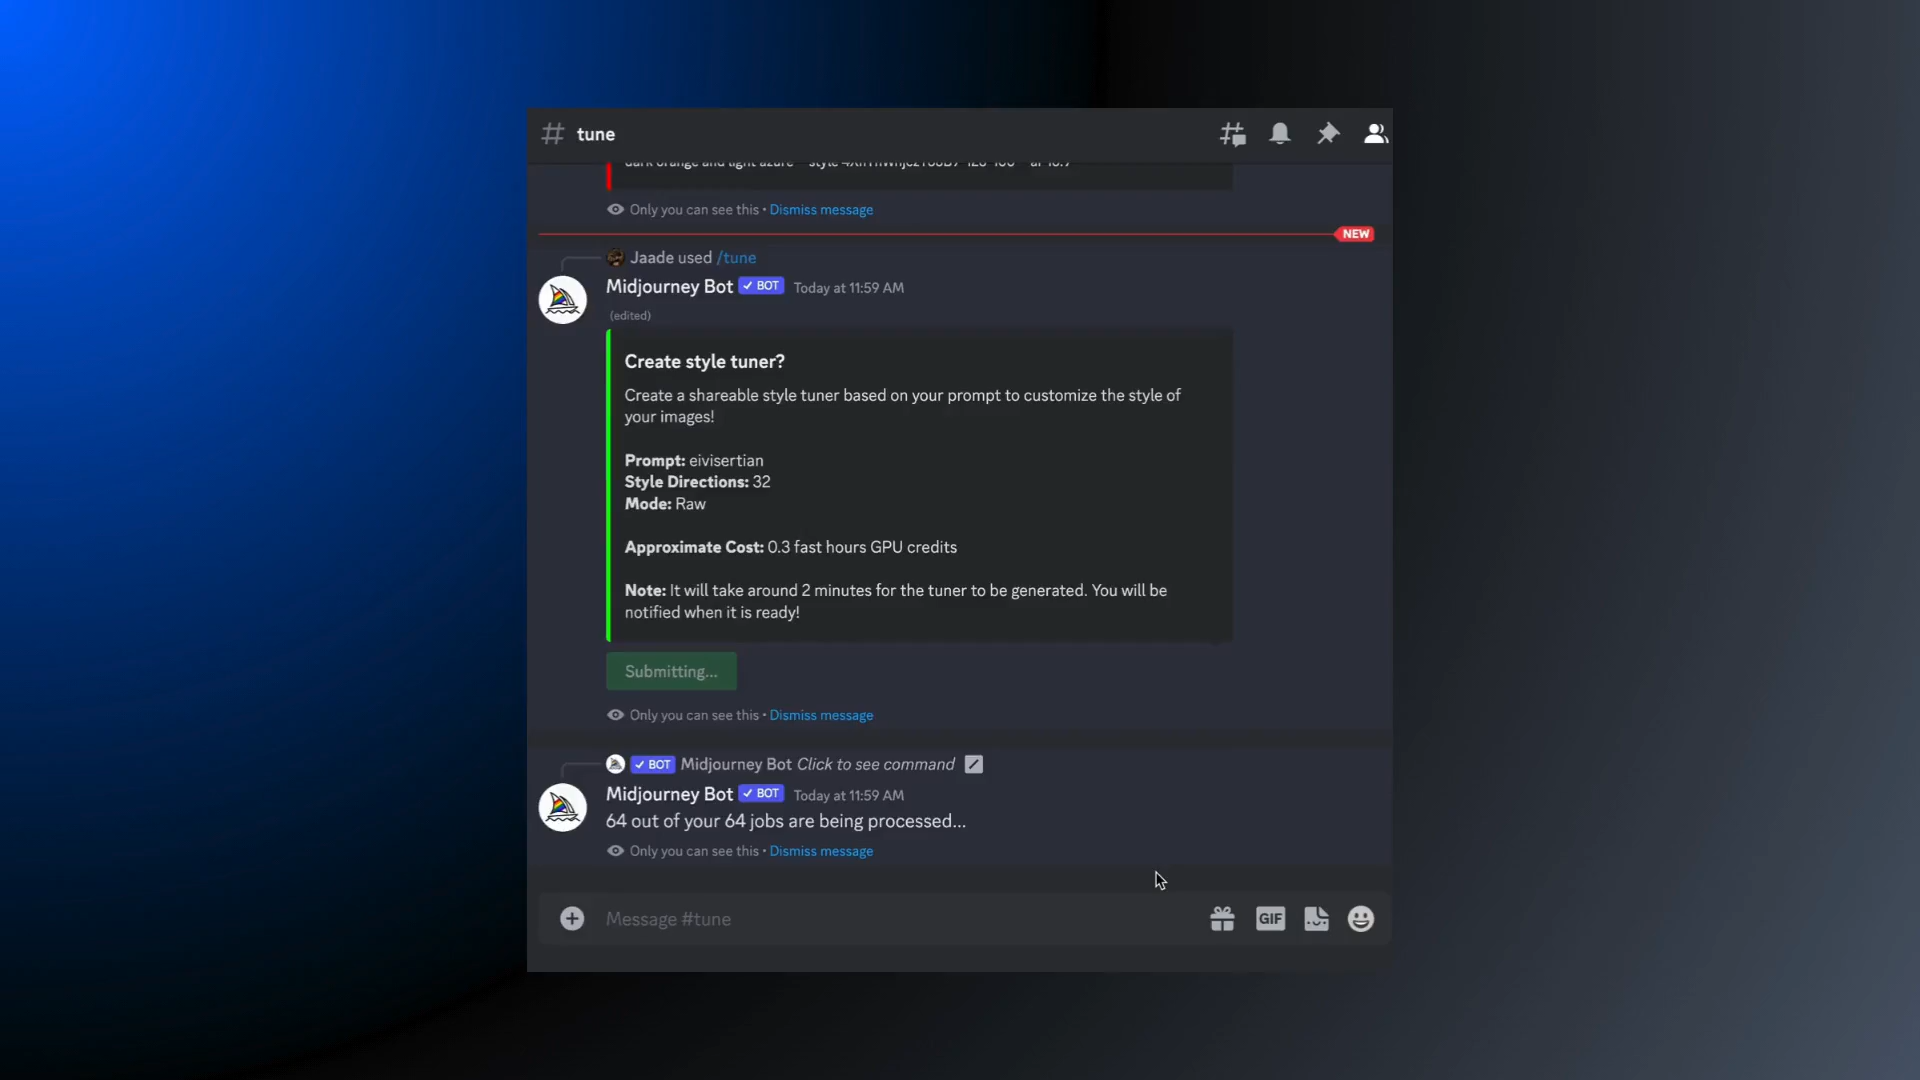 tune
dark orange and light azure
Only you can see this • Dismiss message
NEW
Jaade used /tune
Midjourney Bot ✓ BOT Today at 11:59 AM
(edited)
Create style tuner?
Create a shareable style tuner based on your prompt to customize the style of
your images!
Prompt: eivisertian
Style Directions: 32
Mode: Raw
Approximate Cost: 0.3 fast hours GPU credits
Note: It will take around 2 minutes for the tuner to be generated. You will be
notified when it is ready!
Submitting...
Only you can see this • Dismiss message
✓ BOT Midjourney Bot Click to see command
Midjourney Bot ✓ BOT Today at 11:59 AM
64 out of your 64 jobs are being processed...
Only you can see this • Dismiss message
Message #tune
GIF